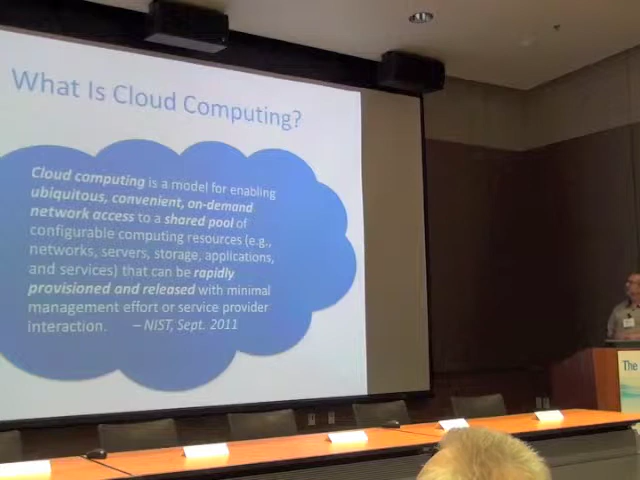 What Is Cloud Computing?
Cloud computing is a model for enabling
ubiquitous, convenient, on-demand
network access to a shared pool of
configurable computing resources (e.g.,
networks, servers, storage, applications,
and services) that can be rapidly
provisioned and released with minimal
management effort or service provider
interaction. – NIST, Sept. 2011
The